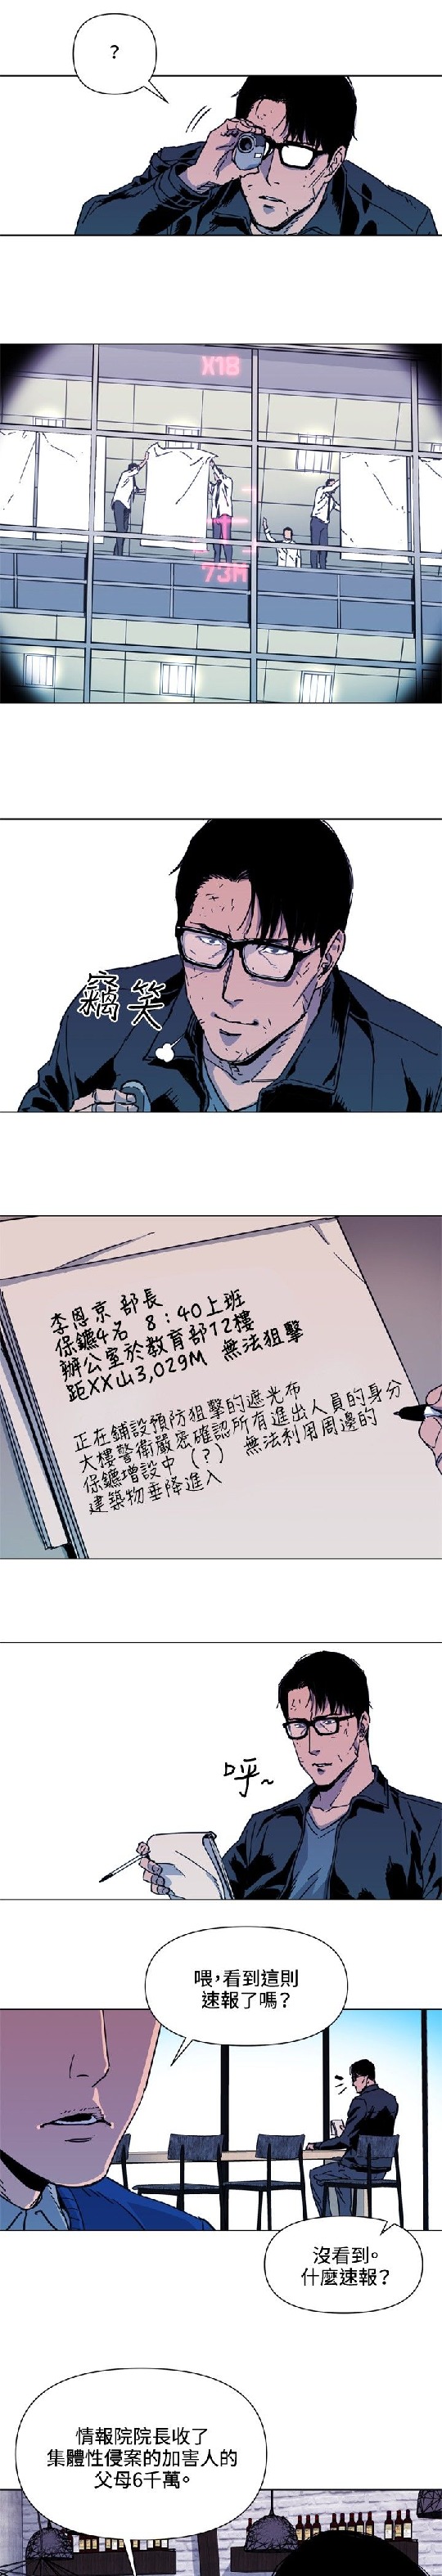 ?
X18
73M
竊笑
李恩京 部長
保鑣4名 8:40上班
辦公室於教育部12樓
距XX山3,029M 無法狙擊
正在鋪設預防狙擊的遮光布
大樓警衛嚴密確認所有進出人員的身分
保鑣增設中(?) 無法利用周邊的
建築物垂降進入
呼~
喂,看到這則
速報了嗎?
沒看到。
什麼速報?
情報院院長收了
集體性侵案的加害人的
父母6千萬。